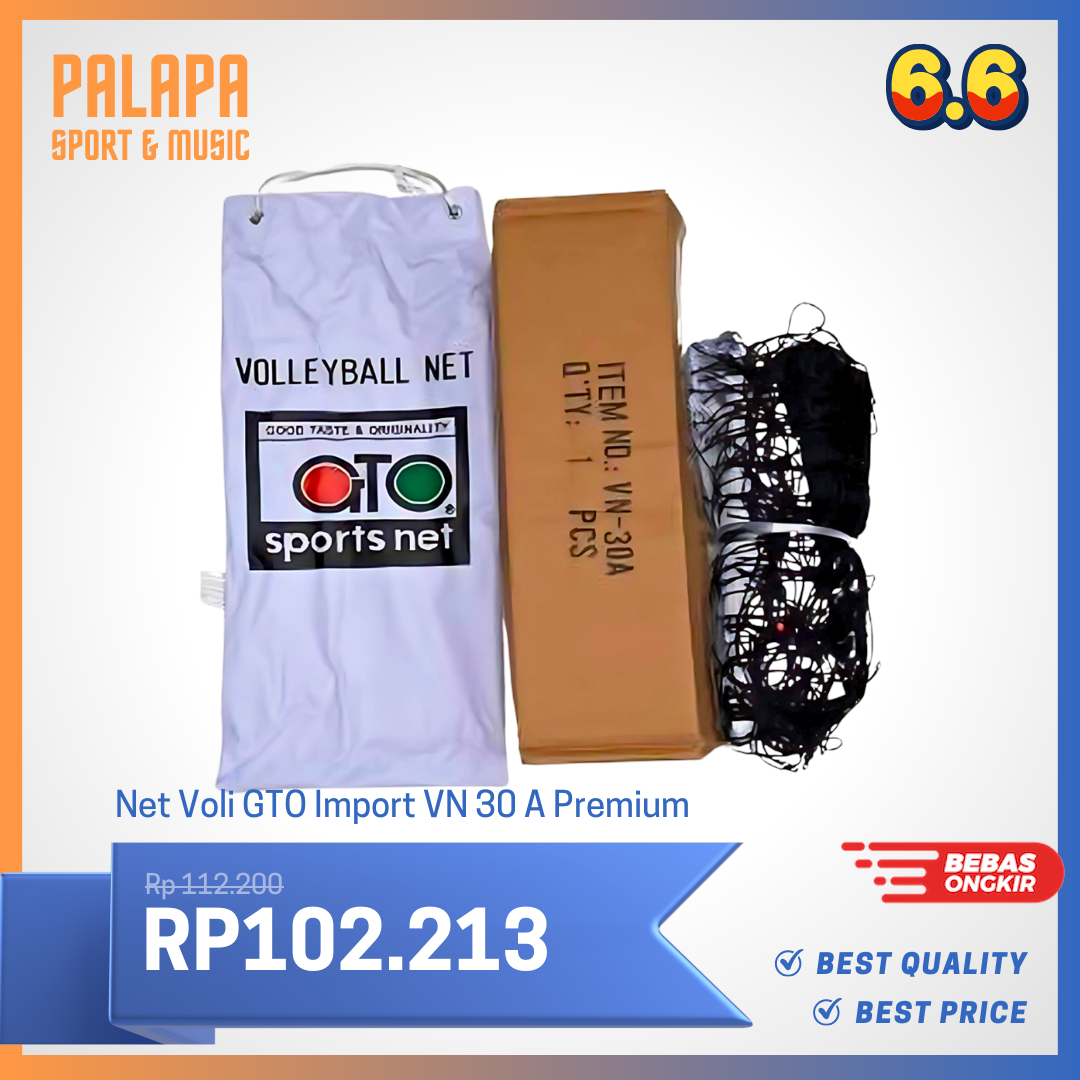 PALAPA
SPORT & MUSIC
6.6
VOLLEYBALL NET
GOOD TASTE & ORIGINALITY
GTO
sports net
ITEM NO.: VN-30A
Q'TY: 1 PCS
Net Voli GTO Import VN 30 A Premium
Rp 112.200
RP102.213
BEBAS
ONGKIR
BEST QUALITY
BEST PRICE